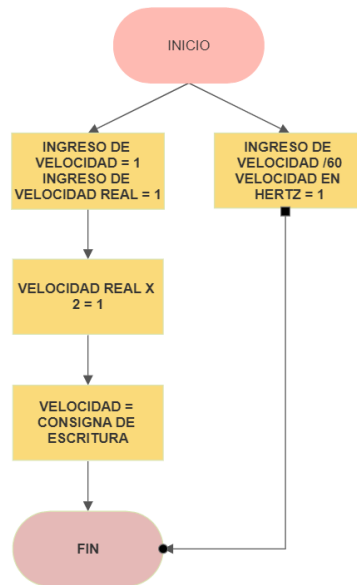 INICIO
INGRESO DE
VELOCIDAD = 1
INGRESO DE
VELOCIDAD REAL = 1
INGRESO DE
VELOCIDAD /60
VELOCIDAD EN
HERTZ = 1
VELOCIDAD REAL X
2 = 1
VELOCIDAD =
CONSIGNA DE
ESCRITURA
FIN